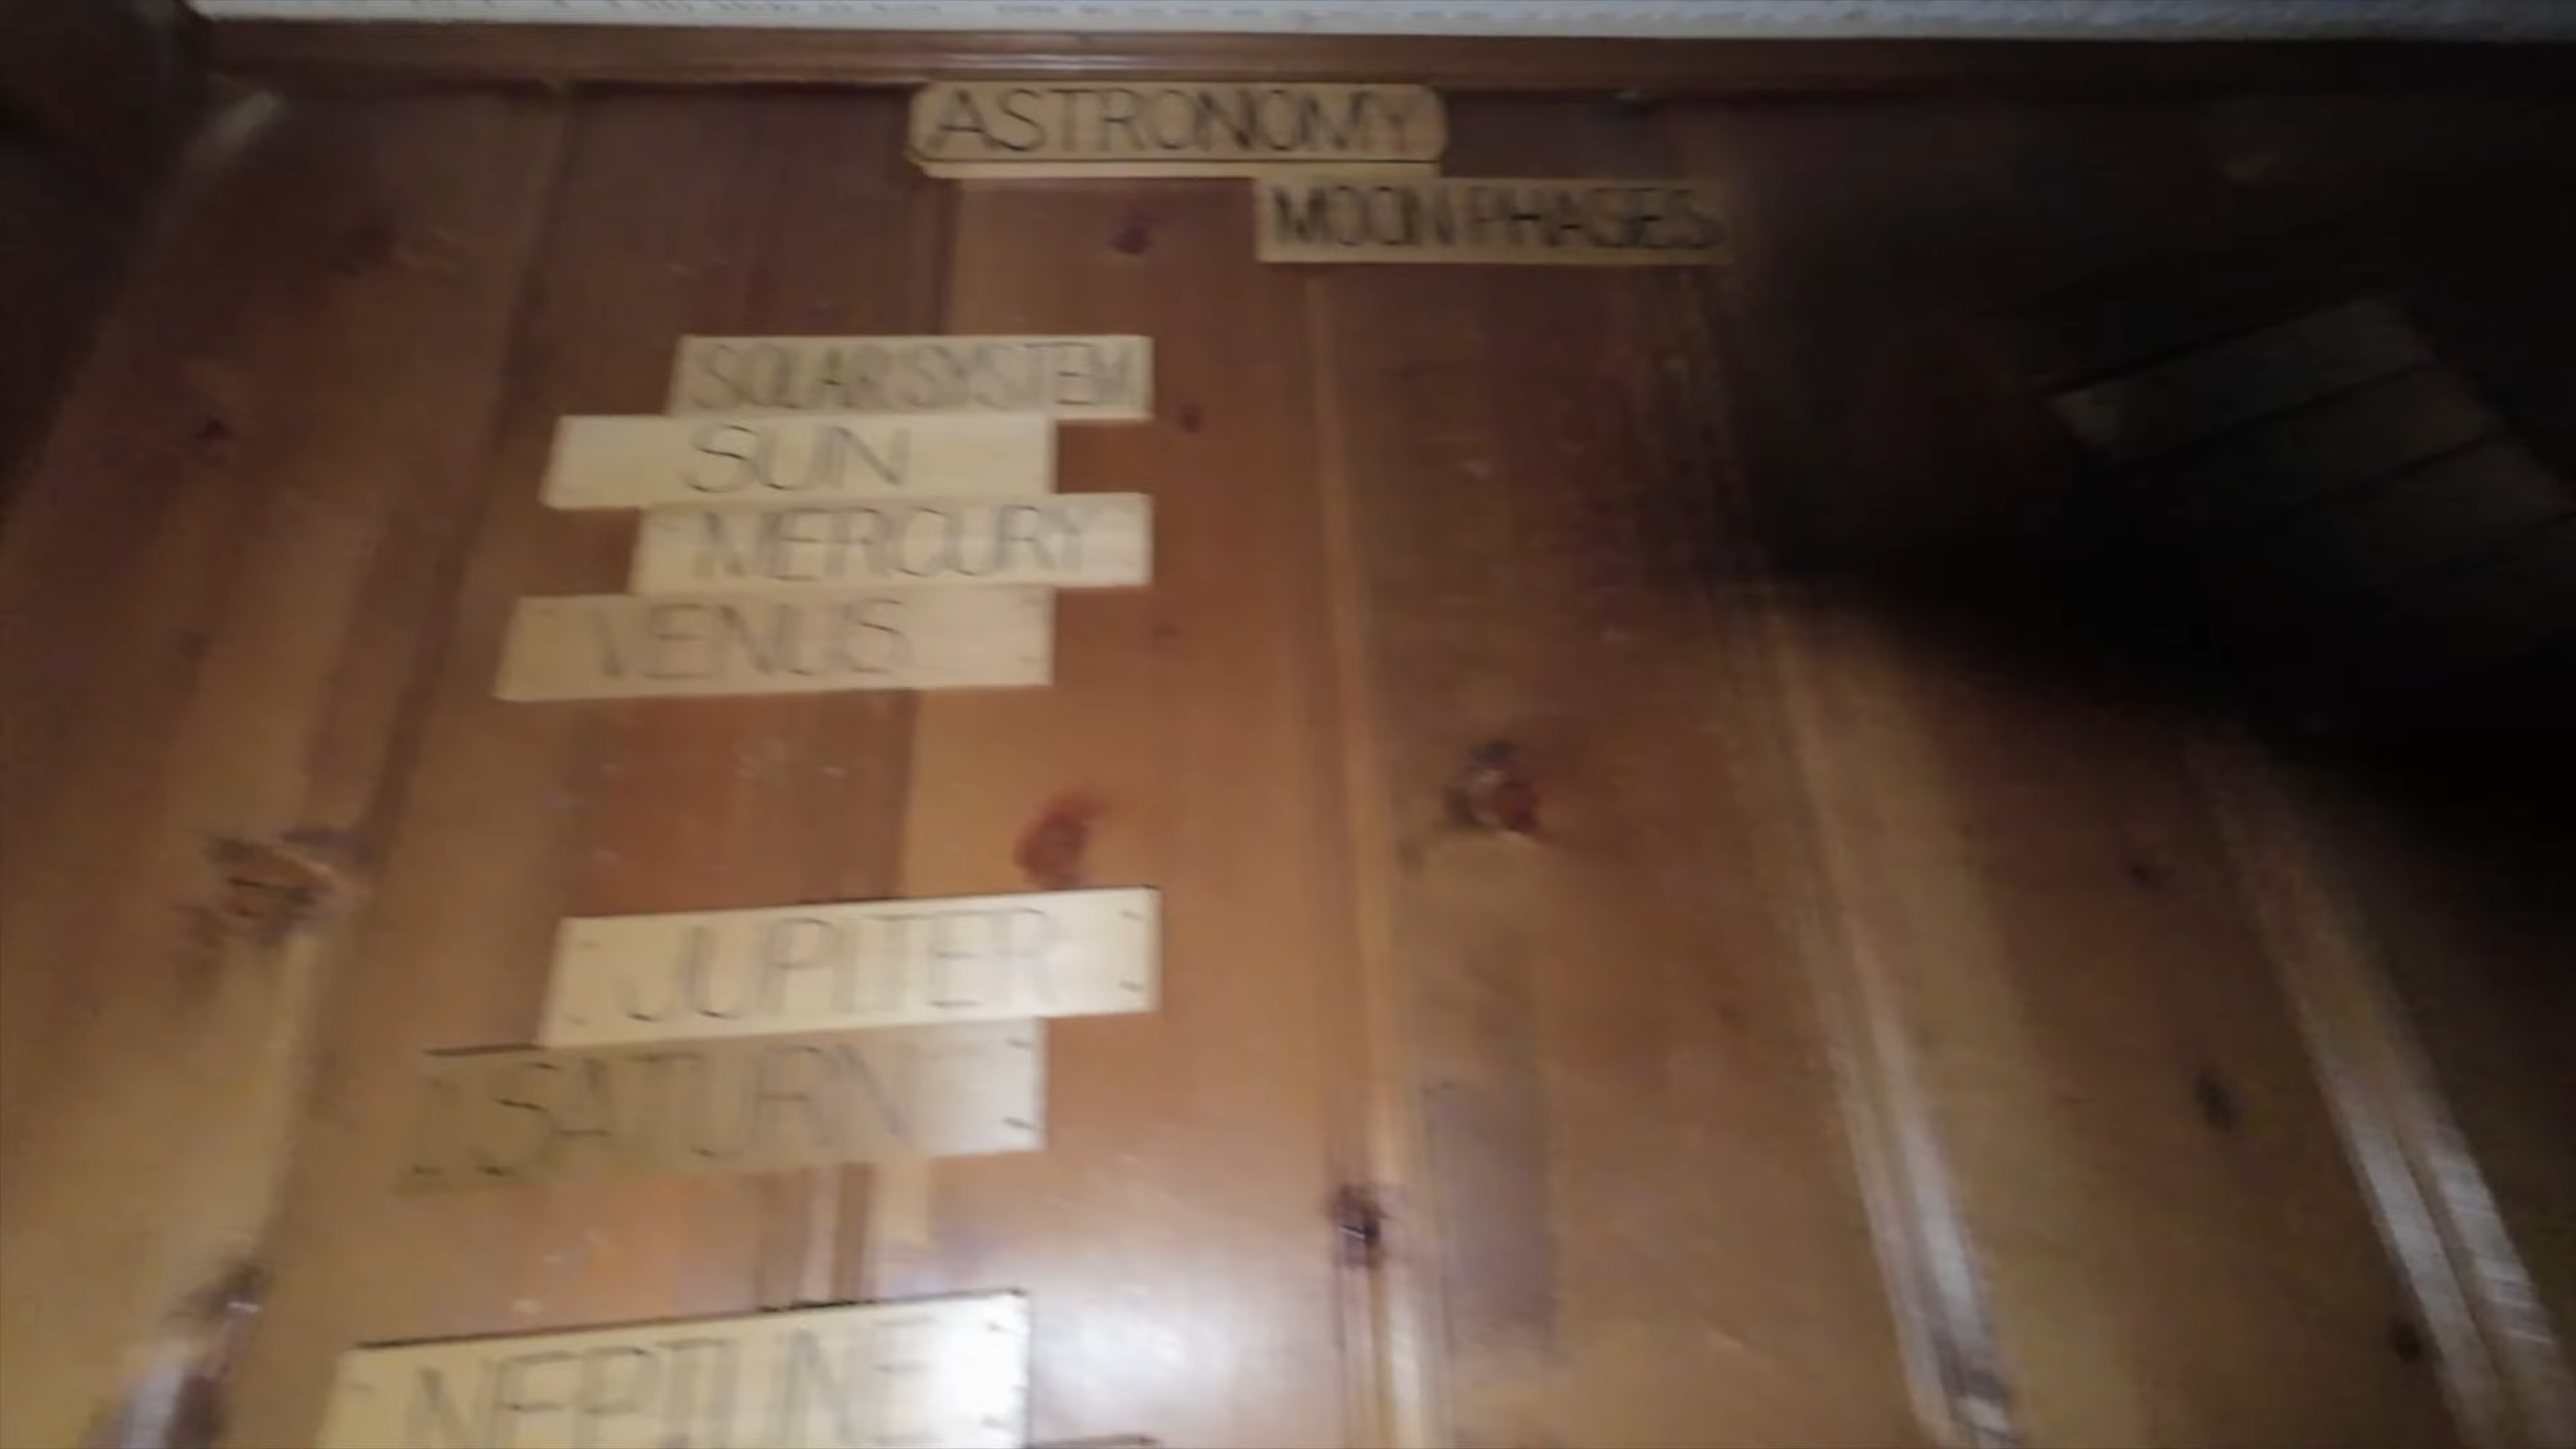 ASTRONOMY
MOON PHASES
SOLAR SYSTEM
SUN
MERCURY
VENUS
JUPITER
SATURN
NEPTUNE